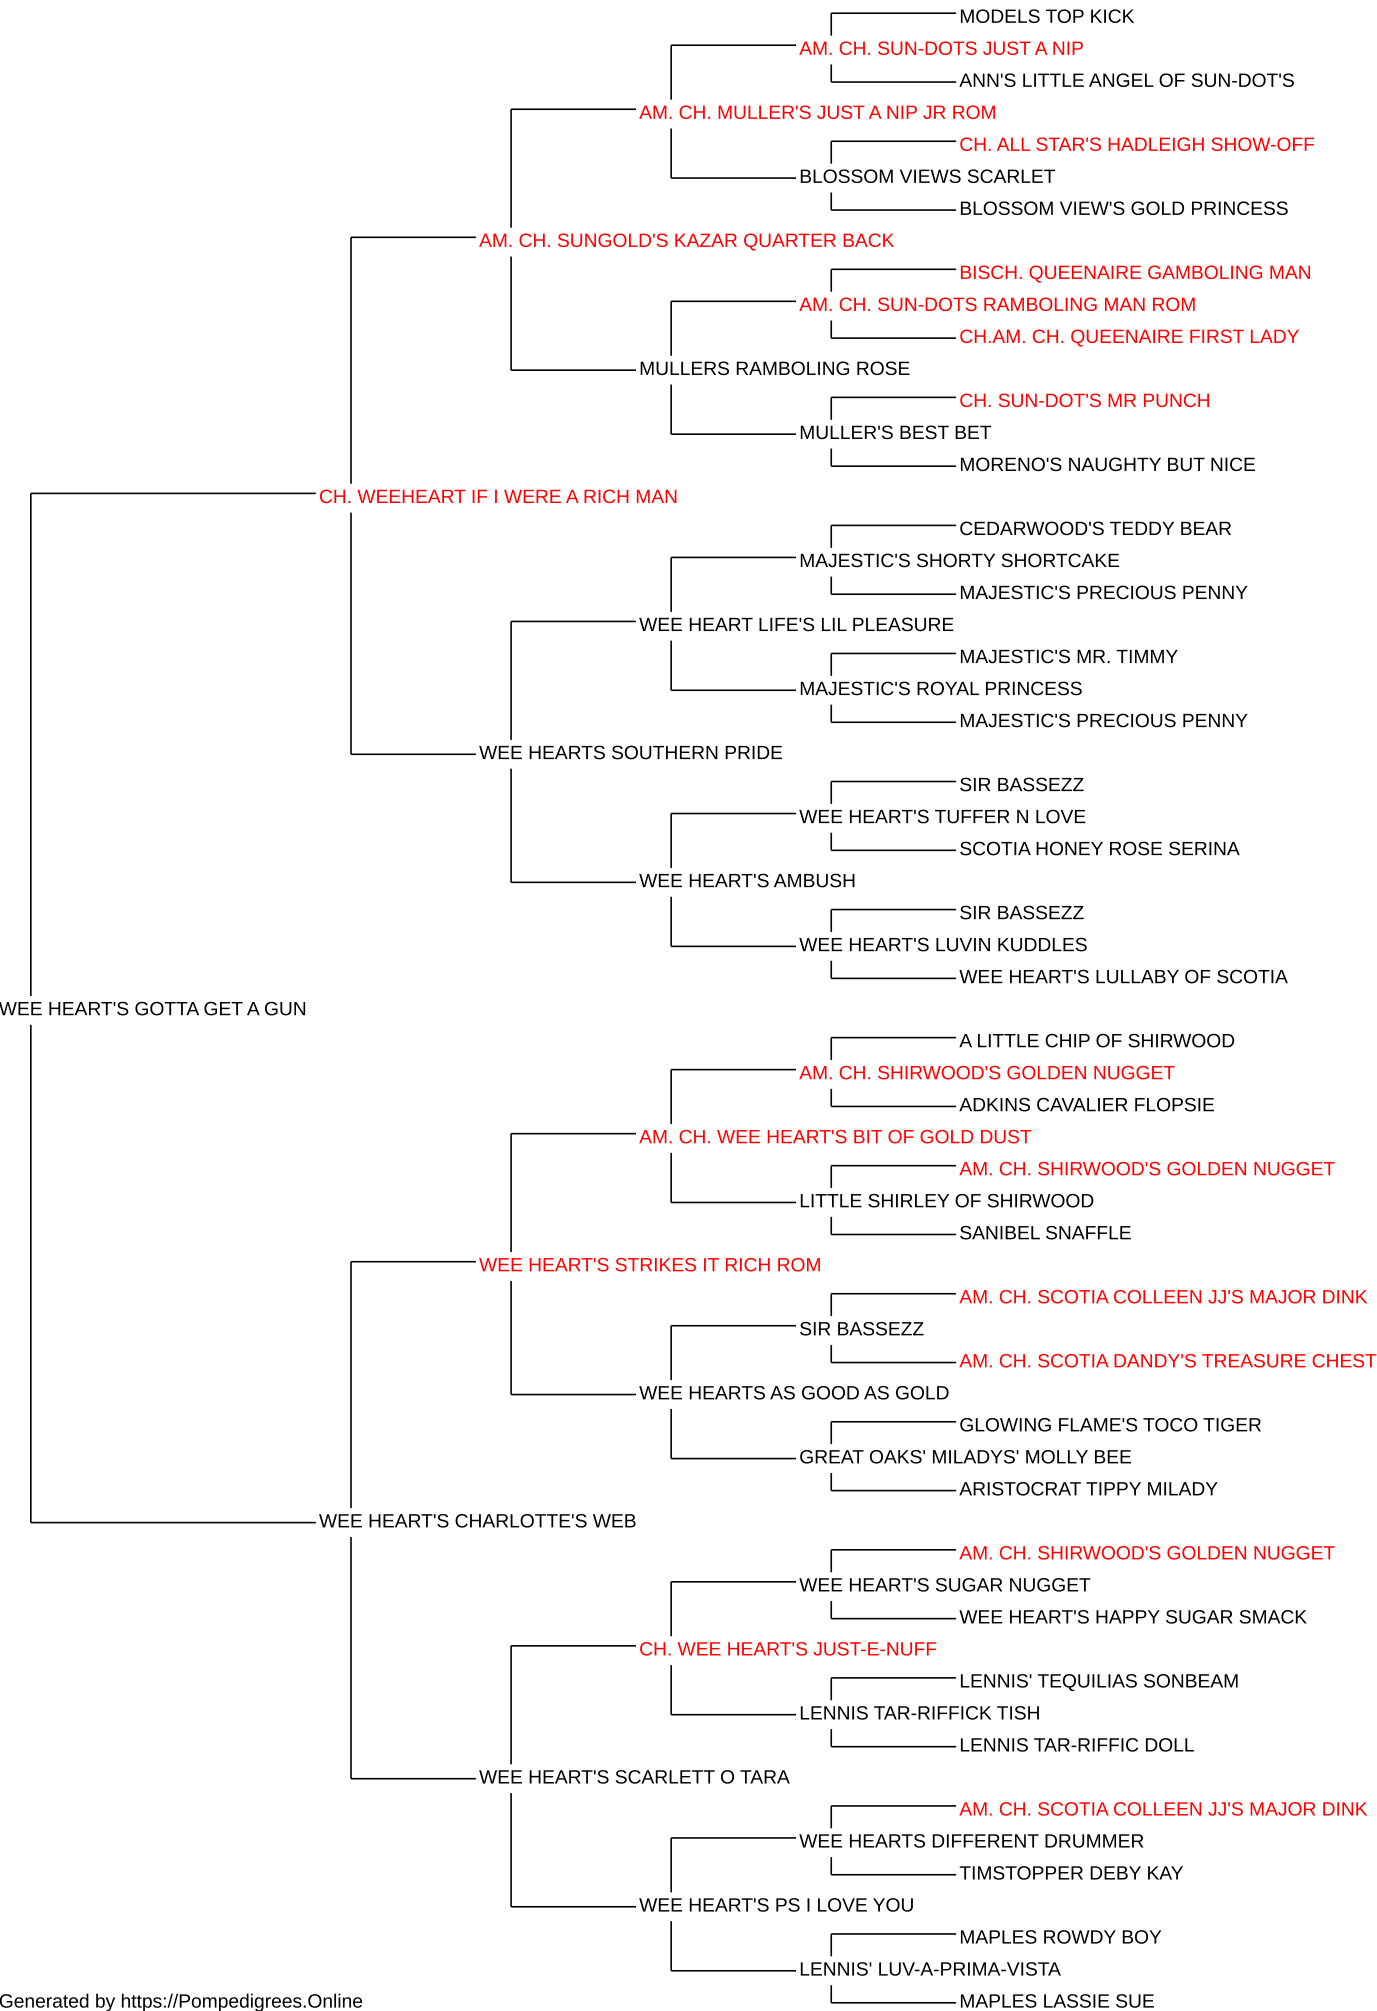 MODELS TOP KICK
AM. CH. SUN-DOTS JUST A NIP
ANN'S LITTLE ANGEL OF SUN-DOT'S
AM. CH. MULLER'S JUST A NIP JR ROM
CH. ALL STAR'S HADLEIGH SHOW-OFF
BLOSSOM VIEWS SCARLET
BLOSSOM VIEW'S GOLD PRINCESS
AM. CH. SUNGOLD'S KAZAR QUARTER BACK
BISCH. QUEENAIRE GAMBOLING MAN
AM. CH. SUN-DOTS RAMBOLING MAN ROM
CH.AM. CH. QUEENAIRE FIRST LADY
MULLERS RAMBOLING ROSE
CH. SUN-DOT'S MR PUNCH
MULLER'S BEST BET
MORENO'S NAUGHTY BUT NICE
CH. WEEHEART IF I WERE A RICH MAN
CEDARWOOD'S TEDDY BEAR
MAJESTIC'S SHORTY SHORTCAKE
MAJESTIC'S PRECIOUS PENNY
WEE HEART LIFE'S LIL PLEASURE
MAJESTIC'S MR. TIMMY
MAJESTIC'S ROYAL PRINCESS
MAJESTIC'S PRECIOUS PENNY
WEE HEARTS SOUTHERN PRIDE
SIR BASSEZZ
WEE HEART'S TUFFER N LOVE
SCOTIA HONEY ROSE SERINA
WEE HEART'S AMBUSH
SIR BASSEZZ
WEE HEART'S LUVIN KUDDLES
WEE HEART'S LULLABY OF SCOTIA
WEE HEART'S GOTTA GET A GUN
A LITTLE CHIP OF SHIRWOOD
AM. CH. SHIRWOOD'S GOLDEN NUGGET
ADKINS CAVALIER FLOPSIE
AM. CH. WEE HEART'S BIT OF GOLD DUST
AM. CH. SHIRWOOD'S GOLDEN NUGGET
LITTLE SHIRLEY OF SHIRWOOD
SANIBEL SNAFFLE
WEE HEART'S STRIKES IT RICH ROM
AM. CH. SCOTIA COLLEEN JJ'S MAJOR DINK
SIR BASSEZZ
AM. CH. SCOTIA DANDY'S TREASURE CHEST
WEE HEARTS AS GOOD AS GOLD
GLOWING FLAME'S TOCO TIGER
GREAT OAKS' MILADYS' MOLLY BEE
ARISTOCRAT TIPPY MILADY
WEE HEART'S CHARLOTTE'S WEB
AM. CH. SHIRWOOD'S GOLDEN NUGGET
WEE HEART'S SUGAR NUGGET
WEE HEART'S HAPPY SUGAR SMACK
CH. WEE HEART'S JUST-E-NUFF
LENNIS' TEQUILIAS SONBEAM
LENNIS TAR-RIFFICK TISH
LENNIS TAR-RIFFIC DOLL
WEE HEART'S SCARLETT O TARA
AM. CH. SCOTIA COLLEEN JJ'S MAJOR DINK
WEE HEARTS DIFFERENT DRUMMER
TIMSTOPPER DEBY KAY
WEE HEART'S PS I LOVE YOU
MAPLES ROWDY BOY
LENNIS' LUV-A-PRIMA-VISTA
MAPLES LASSIE SUE
Generated by https://Pompedigrees.Online